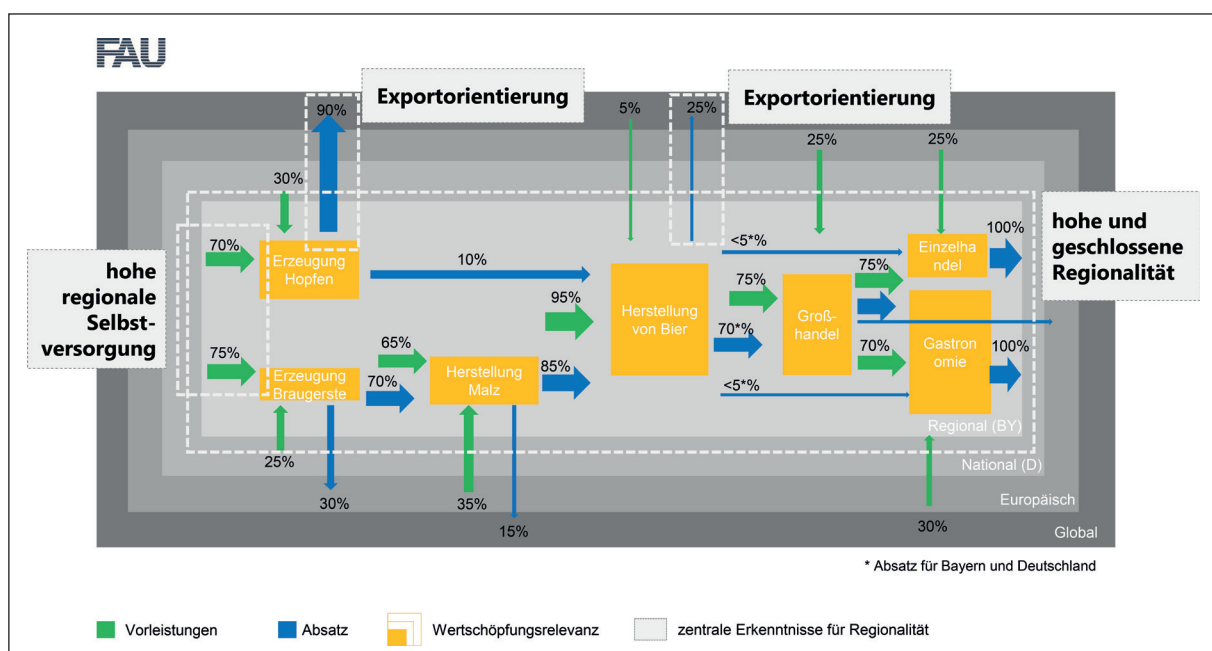 FAU
Exportorientierung
Exportorientierung
90%
5%
25%
25%
25%
30%
hohe und
geschlossene
Regionalität
hohe
regionale
Selbst-
versorgung
70%
Erzeugung
Hopfen
10%
<5*%
Einzelha
ndel
100%
75%
75%
95%
Herstellung
von Bier
Groß-
handel
70*%
70%
Gastron
omie
100%
75%
Erzeugung
Braugerste
65%
70%
Herstellung
Malz
85%
<5*%
Regional (BY)
25%
National (D)
30%
35%
Europäisch
15%
30%
Global
* Absatz für Bayern und Deutschland
Vorleistungen
Absatz
Wertschöpfungsrelevanz
zentrale Erkenntnisse für Regionalität